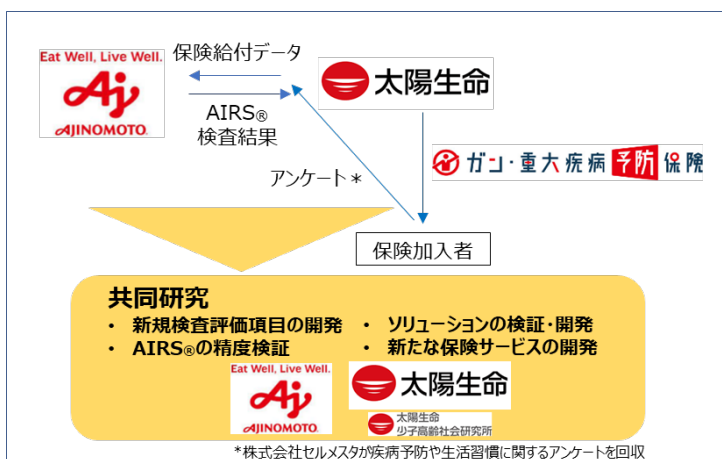 Eat Well, Live Well.
AJINOMOTO®
保険給付データ
太陽生命
AIRS®
検査結果
アンケート＊
ガン・重大疾病予防保険
保険加入者
共同研究
• 新規検査評価項目の開発
• AIRS®の精度検証
• ソリューションの検証・開発
• 新たな保険サービスの開発
Eat Well, Live Well.
AJINOMOTO®
太陽生命
太陽生命
少子高齢社会研究所
*株式会社セルメスタが疾病予防や生活習慣に関するアンケートを回収